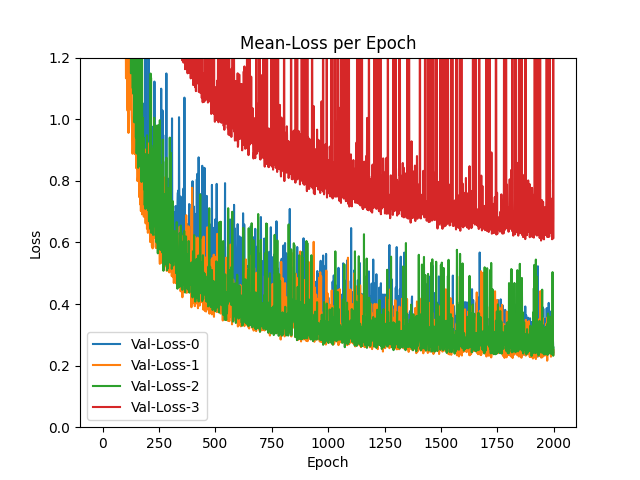 Mean-Loss per Epoch
1.2
1.0
0.8
0.6
0.4
0.2
0.0
Loss
Val-Loss-0
Val-Loss-1
Val-Loss-2
Val-Loss-3
0 250 500 750 1000 1250 1500 1750 2000
Epoch